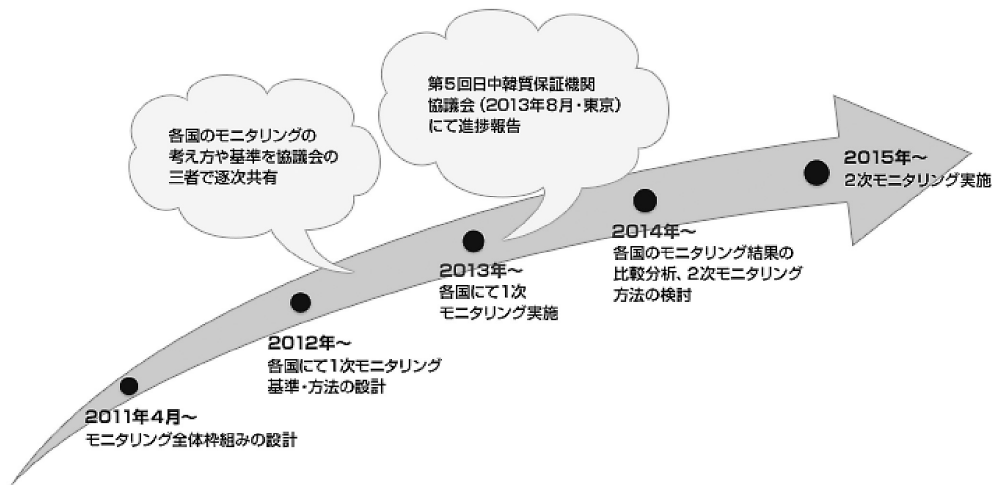 第5回日中韓質保証機関
協議会（2013年8月・東京）
にて進捗報告
各国のモニタリングの
考え方や基準を協議会の
三者で逐次共有
2011年4月～
モニタリング全体枠組みの設計
2012年～
各国にて1次モニタリング
基準・方法の設計
2013年～
各国にて1次
モニタリング実施
2014年～
各国のモニタリング結果の
比較分析、2次モニタリング
方法の検討
2015年～
2次モニタリング実施